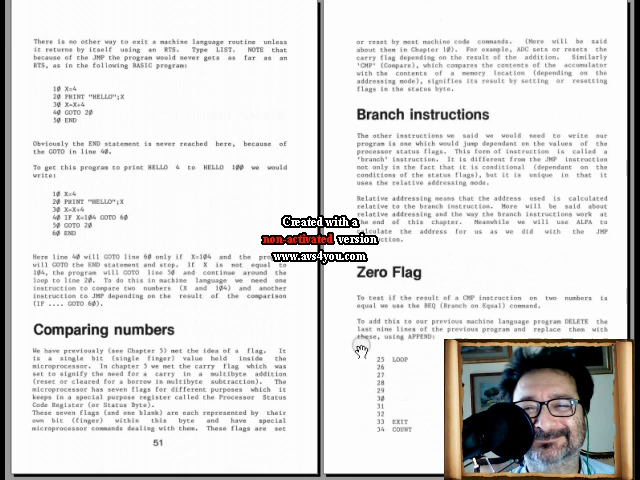 There is no other way to exit a machine language routine unless
it returns by itself using an RTS. Type LIST. NOTE that
because of the JMP the program would never gets as far as an
RTS, as in the following BASIC program:
10 X=4
20 PRINT "HELLO";X
30 X=X+4
40 GOTO 20
50 END
Obviously the END statement is never reached here, because of
the GOTO in line 40.
To get this program to print HELLO 4 to HELLO 100 we would
write:
10 X=4
20 PRINT "HELLO";X
30 X=X+4
40 IF X=104 GOTO 60
50 GOTO 20
60 END
Here line 40 will GOTO line 60 only if X=104 and the
will GOTO the END statement and stop. If X is not equal to
104, the program will GOTO line 50 and continue around the
loop to line 20. To do this in machine language we need one
instruction to compare two numbers (X and 104) and another
instruction to JMP depending on the result of the comparison
(IF .... GOTO 60).
Comparing numbers
We have previously (see Chapter 5) met the idea of a flag. It
is a single bit (single finger) value held inside the
microprocessor. In chapter 5 we met the carry flag which was
set to signify the need for a carry in a multibyte addition
(reset or cleared for a borrow in multibyte subtraction). The
microprocessor has seven flags for different purposes which it
keeps in a special purpose register called the Processor Status
Code Register (or Status Byte).
These seven flags (and one blank) are each represented by their
own bit (finger) within this byte and have special
microprocessor commands dealing with them. These flags are set
51
or reset by most machine code commands. (More will be said
about them in Chapter 10). For example, ADC sets or resets the
carry flag depending on the result of the addition. Similarly
'CMP' (Compare), which compares the contents of the accumulator
with the contents of a memory location (depending on the
addressing mode), signifies its result by setting or resetting
flags in the status byte.
Branch instructions
The other instructions we said we would need to write our
program is one which would jump dependant on the values of the
processor status flags. This form of instruction is called a
'branch' instruction. It is different from the JMP instruction
not only in the fact that it is conditional (dependant on the
conditions of the status flags), but it is unique in that it
uses the relative addressing mode.
Relative addressing means that the address used is calculated
relative to the branch instruction. More will be said about
relative addressing and the way the branch instructions work at
the end of this chapter. Meanwhile we will use ALPA to
calculate the address for us as we did with the JMP
Created with a
non-activated version
www.avs4you.com
Zero Flag
To test if the result of a CMP instruction on two numbers is
equal we use the BEQ (Branch on Equal) command.
To add this to our previous machine language program DELETE the
last nine lines of the previous program and replace them with
these, using APPEND:
25 LOOP
26
27
28
29
30
31
32
33 EXIT
34 COUNT